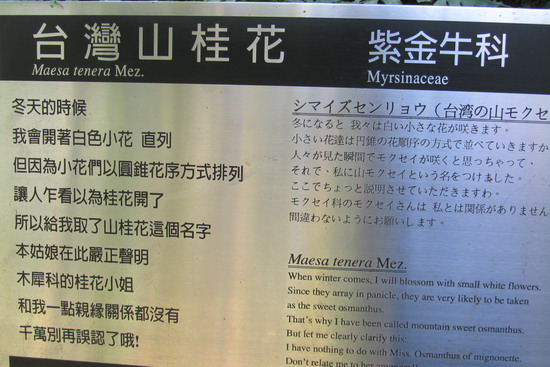 台灣山桂花
Maesa tenera Mez.
紫金牛科
Myrsinaceae
冬天的時候
我會開著白色小花 直列
但因為小花們以圓錐花序方式排列
讓人乍看以為桂花開了
所以給我取了山桂花這個名字
本姑娘在此嚴正聲明
木犀科的桂花小姐
和我一點親緣關係都沒有
千萬別再誤認了哦!
シマイズセンリョウ(台湾の山モクセ
冬になると 我々は白い小さな花が咲きます。
小さい花達は円錐の花順序の方式で並べていきますか
人々が見た瞬間でモクセイが咲くと思っちゃって・
それで・私に山モクセイという名をつけました。
ここでちょっと説明させていただきますわ。
モクセイ科のモクセイさんは 私とは関係がありません
間違わないようにお願いします。
Maesa tenera Mez.
When winter comes, I will blossom with small white flowers.
Since they array in panicle, they are very likely to be taken
as the sweet osmanthus.
That's why I have been called mountain sweet osmanthus.
But let me clearly clarify this:
I have nothing to do with Miss. Osmanthus of mignonette.
Don't relate me to her